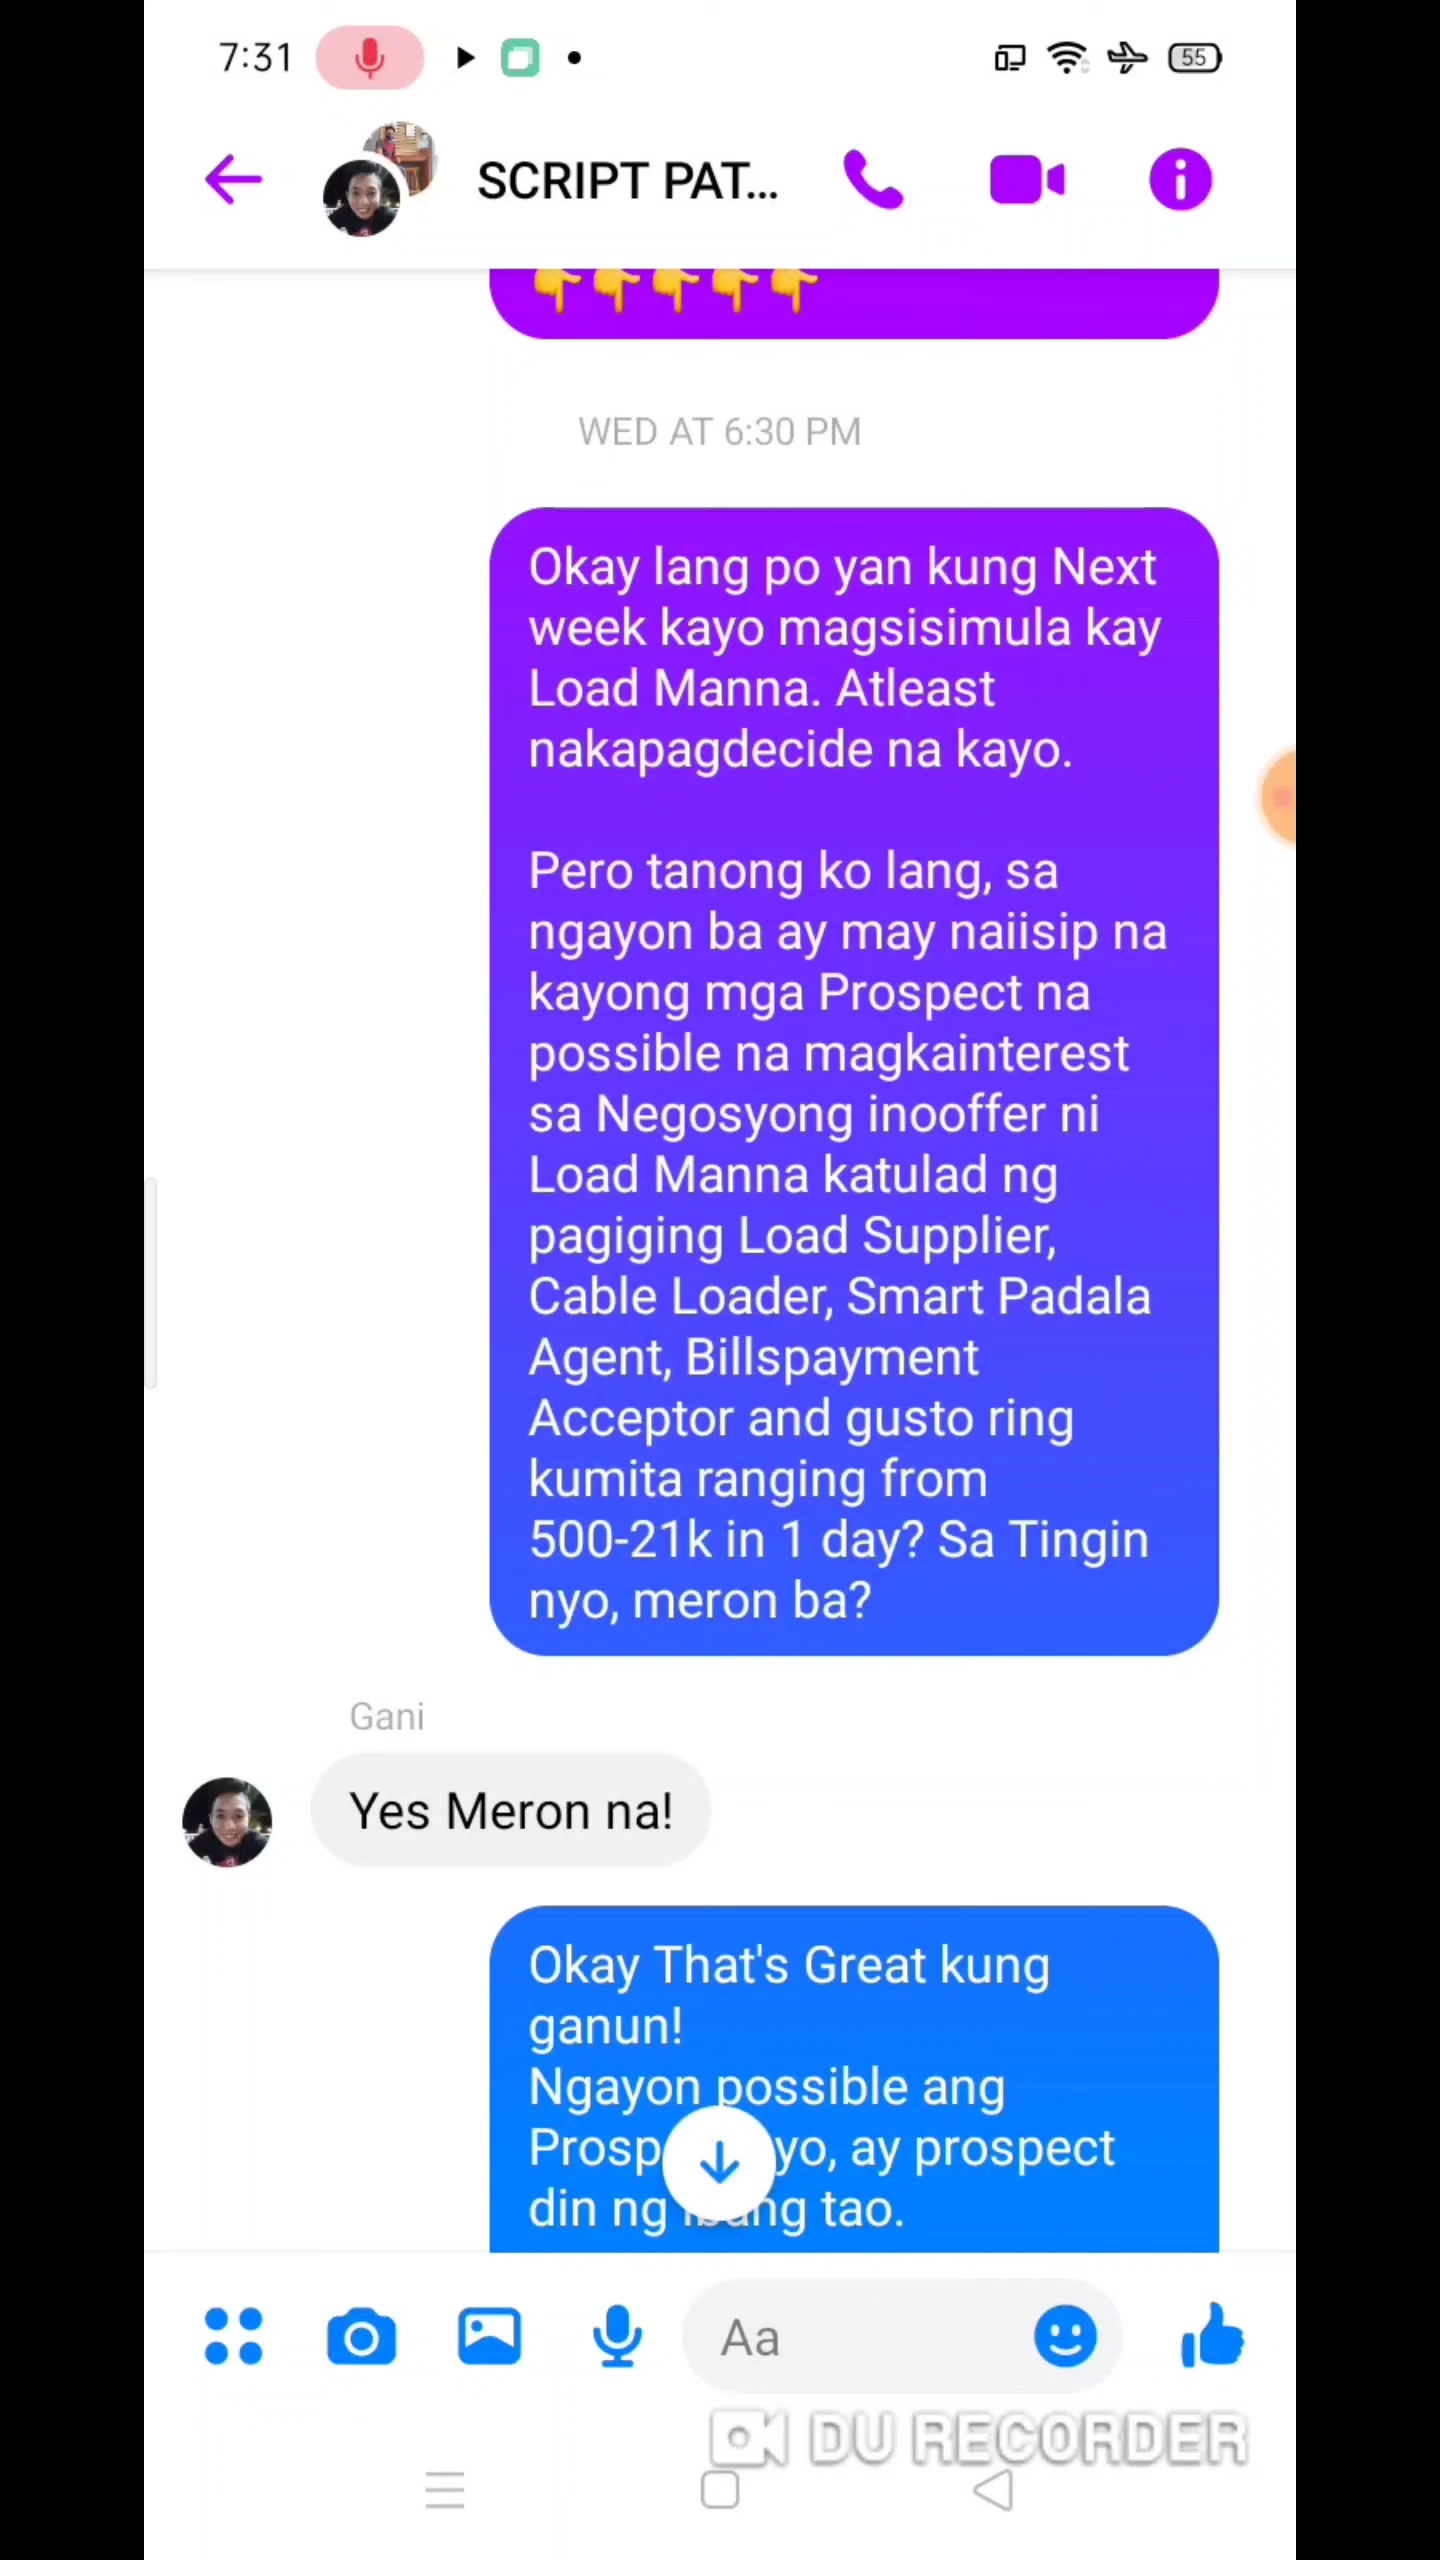 7:31
55
SCRIPT PAT...
👇👇👇👇👇
WED AT 6:30 PM
Okay lang po yan kung Next
week kayo magsisimula kay
Load Manna. Atleast
nakapagdecide na kayo.
Pero tanong ko lang, sa
ngayon ba ay may naiisip na
kayong mga Prospect na
possible na magkainterest
sa Negosyong inooffer ni
Load Manna katulad ng
pagiging Load Supplier,
Cable Loader, Smart Padala
Agent, Billspayment
Acceptor and gusto ring
kumita ranging from
500-21k in 1 day? Sa Tingin
nyo, meron ba?
Gani
Yes Meron na!
Okay That's Great kung
ganun!
Ngayon possible ang
yo, ay prospect
din ng tao.
Aa
DU RECORDER